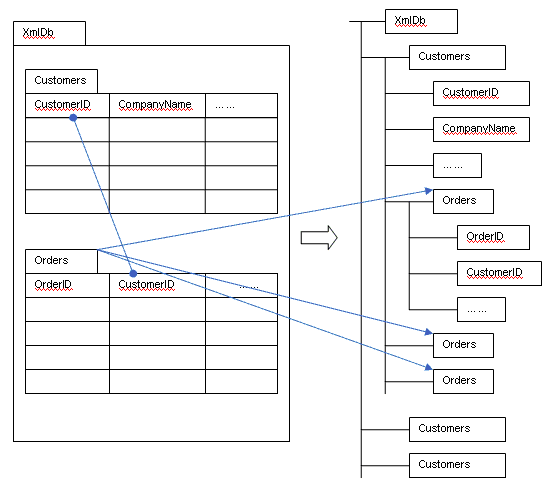 XmlDb
Customers
CustomerID CompanyName ... ...
Orders
OrderID CustomerID ... ...
XmlDb
Customers
CustomerID
CompanyName
... ...
Orders
OrderID
CustomerID
... ...
Orders
Orders
Customers
Customers